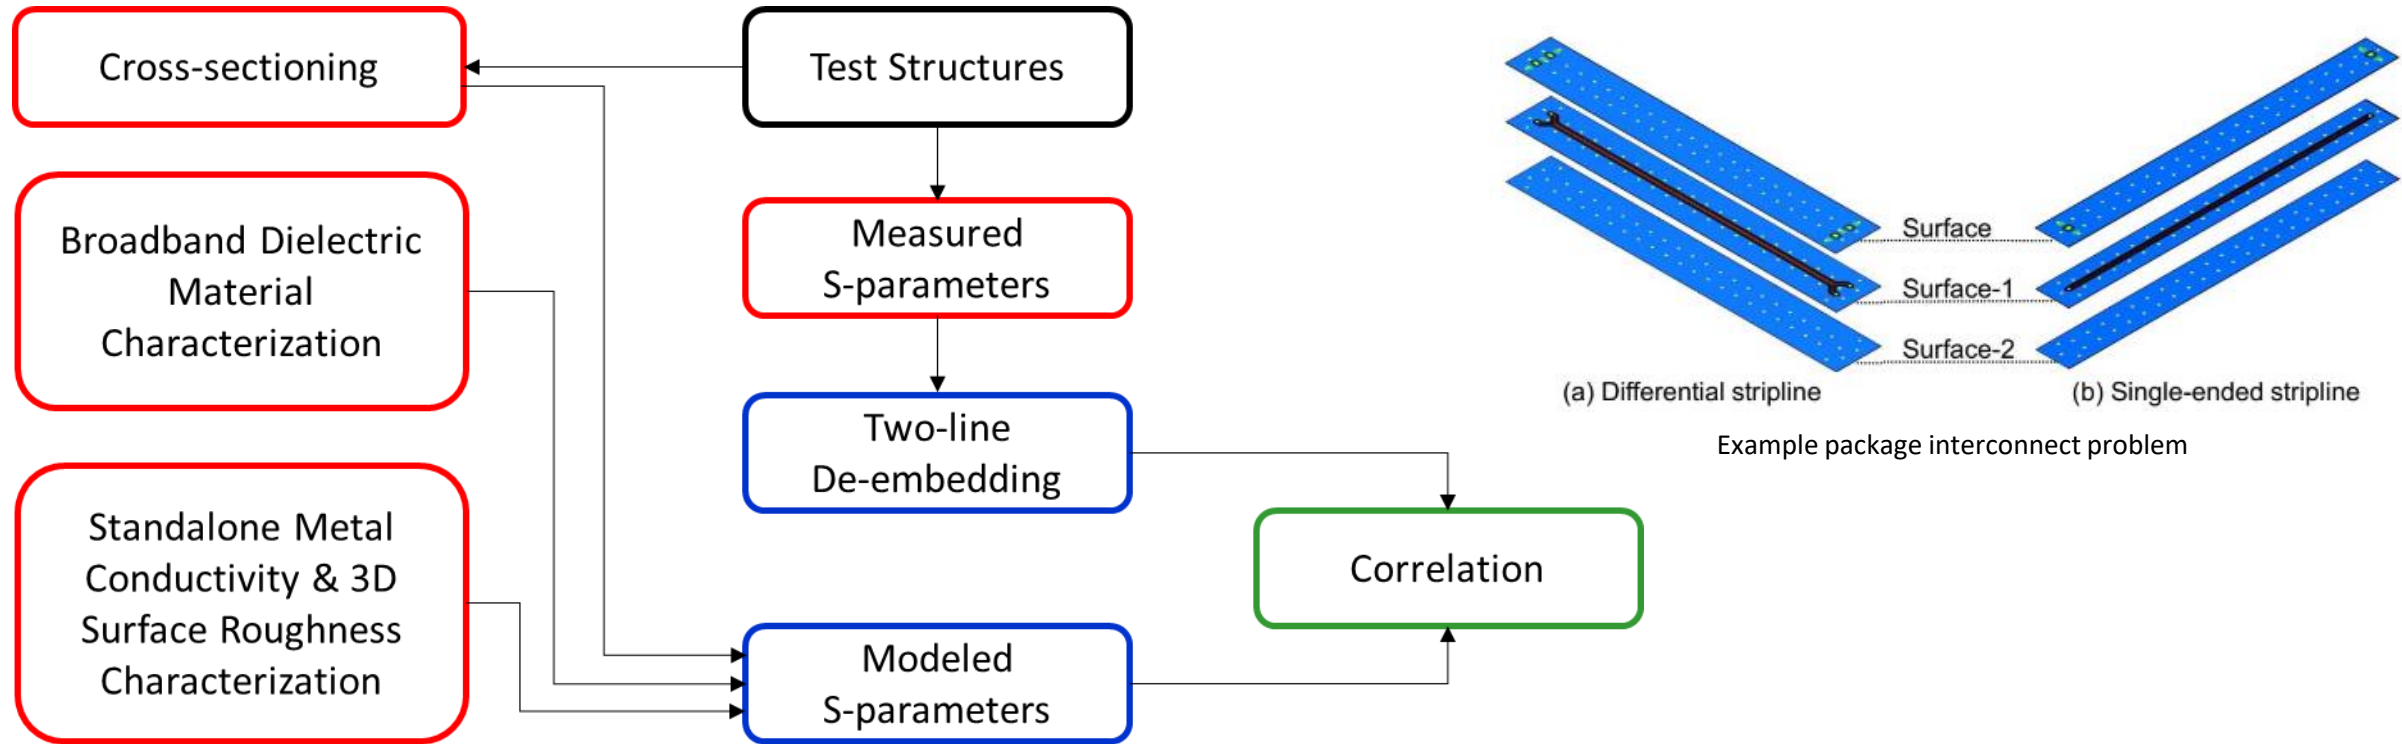 Cross-sectioning
Test Structures
Broadband Dielectric
Material
Characterization
Measured
S-parameters
Standalone Metal
Conductivity & 3D
Surface Roughness
Characterization
Two-line
De-embedding
Modeled
S-parameters
Correlation
Surface
Surface-1
Surface-2
(a) Differential stripline
(b) Single-ended stripline
Example package interconnect problem